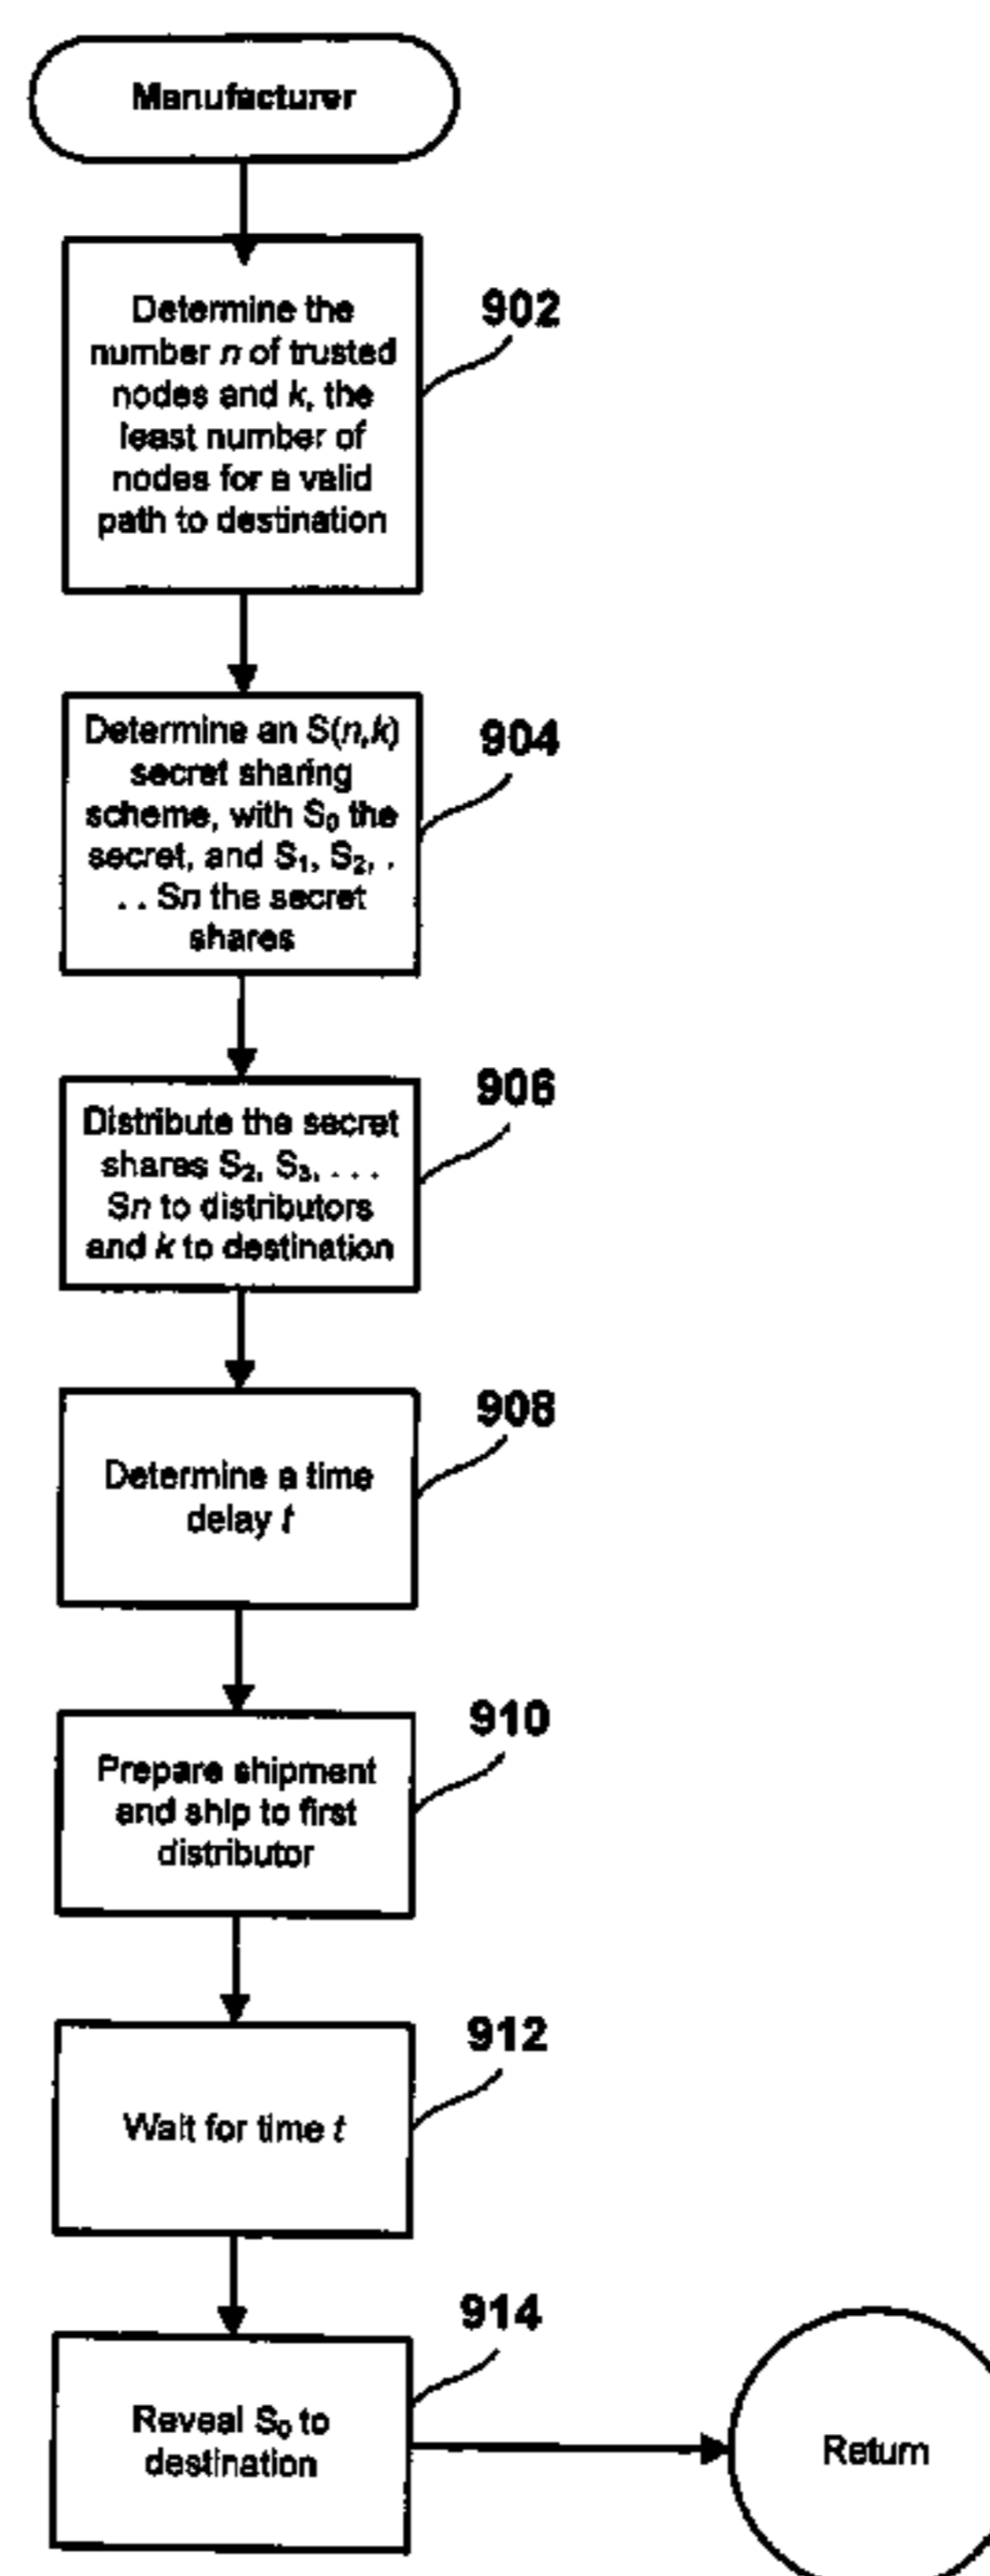 Manufacturer
Determine the
number n of trusted
nodes and k, the
least number of
nodes for a valid
path to destination
902
Determine an S(n,k)
secret sharing
scheme, with S₀ the
secret, and S₁, S₂, .
. . Sn the secret
shares
904
Distribute the secret
shares S₂, S₃, . . .
Sn to distributors
and k to destination
906
Determine a time
delay t
908
Prepare shipment
and ship to first
distributor
910
Wait for time t
912
Reveal S₀ to
destination
914
Return